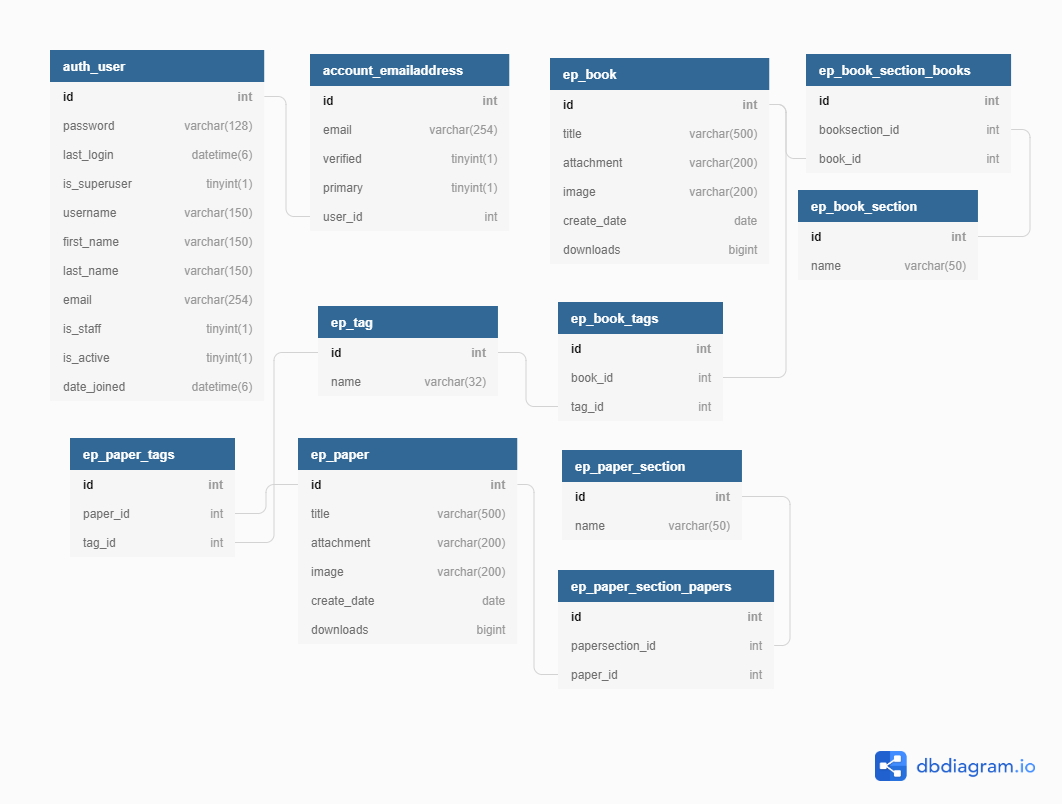 auth_user
id int
password varchar(128)
last_login datetime(6)
is_superuser tinyint(1)
username varchar(150)
first_name varchar(150)
last_name varchar(150)
email varchar(254)
is_staff tinyint(1)
is_active tinyint(1)
date_joined datetime(6)
account_emailaddress
id int
email varchar(254)
verified tinyint(1)
primary tinyint(1)
user_id int
ep_book
id int
title varchar(500)
attachment varchar(200)
image varchar(200)
create_date date
downloads bigint
ep_book_section_books
id int
booksection_id int
book_id int
ep_book_section
id int
name varchar(50)
ep_tag
id int
name varchar(32)
ep_book_tags
id int
book_id int
tag_id int
ep_paper_tags
id int
paper_id int
tag_id int
ep_paper
id int
title varchar(500)
attachment varchar(200)
image varchar(200)
create_date date
downloads bigint
ep_paper_section
id int
name varchar(50)
ep_paper_section_papers
id int
papersection_id int
paper_id int
dbdiagram.io